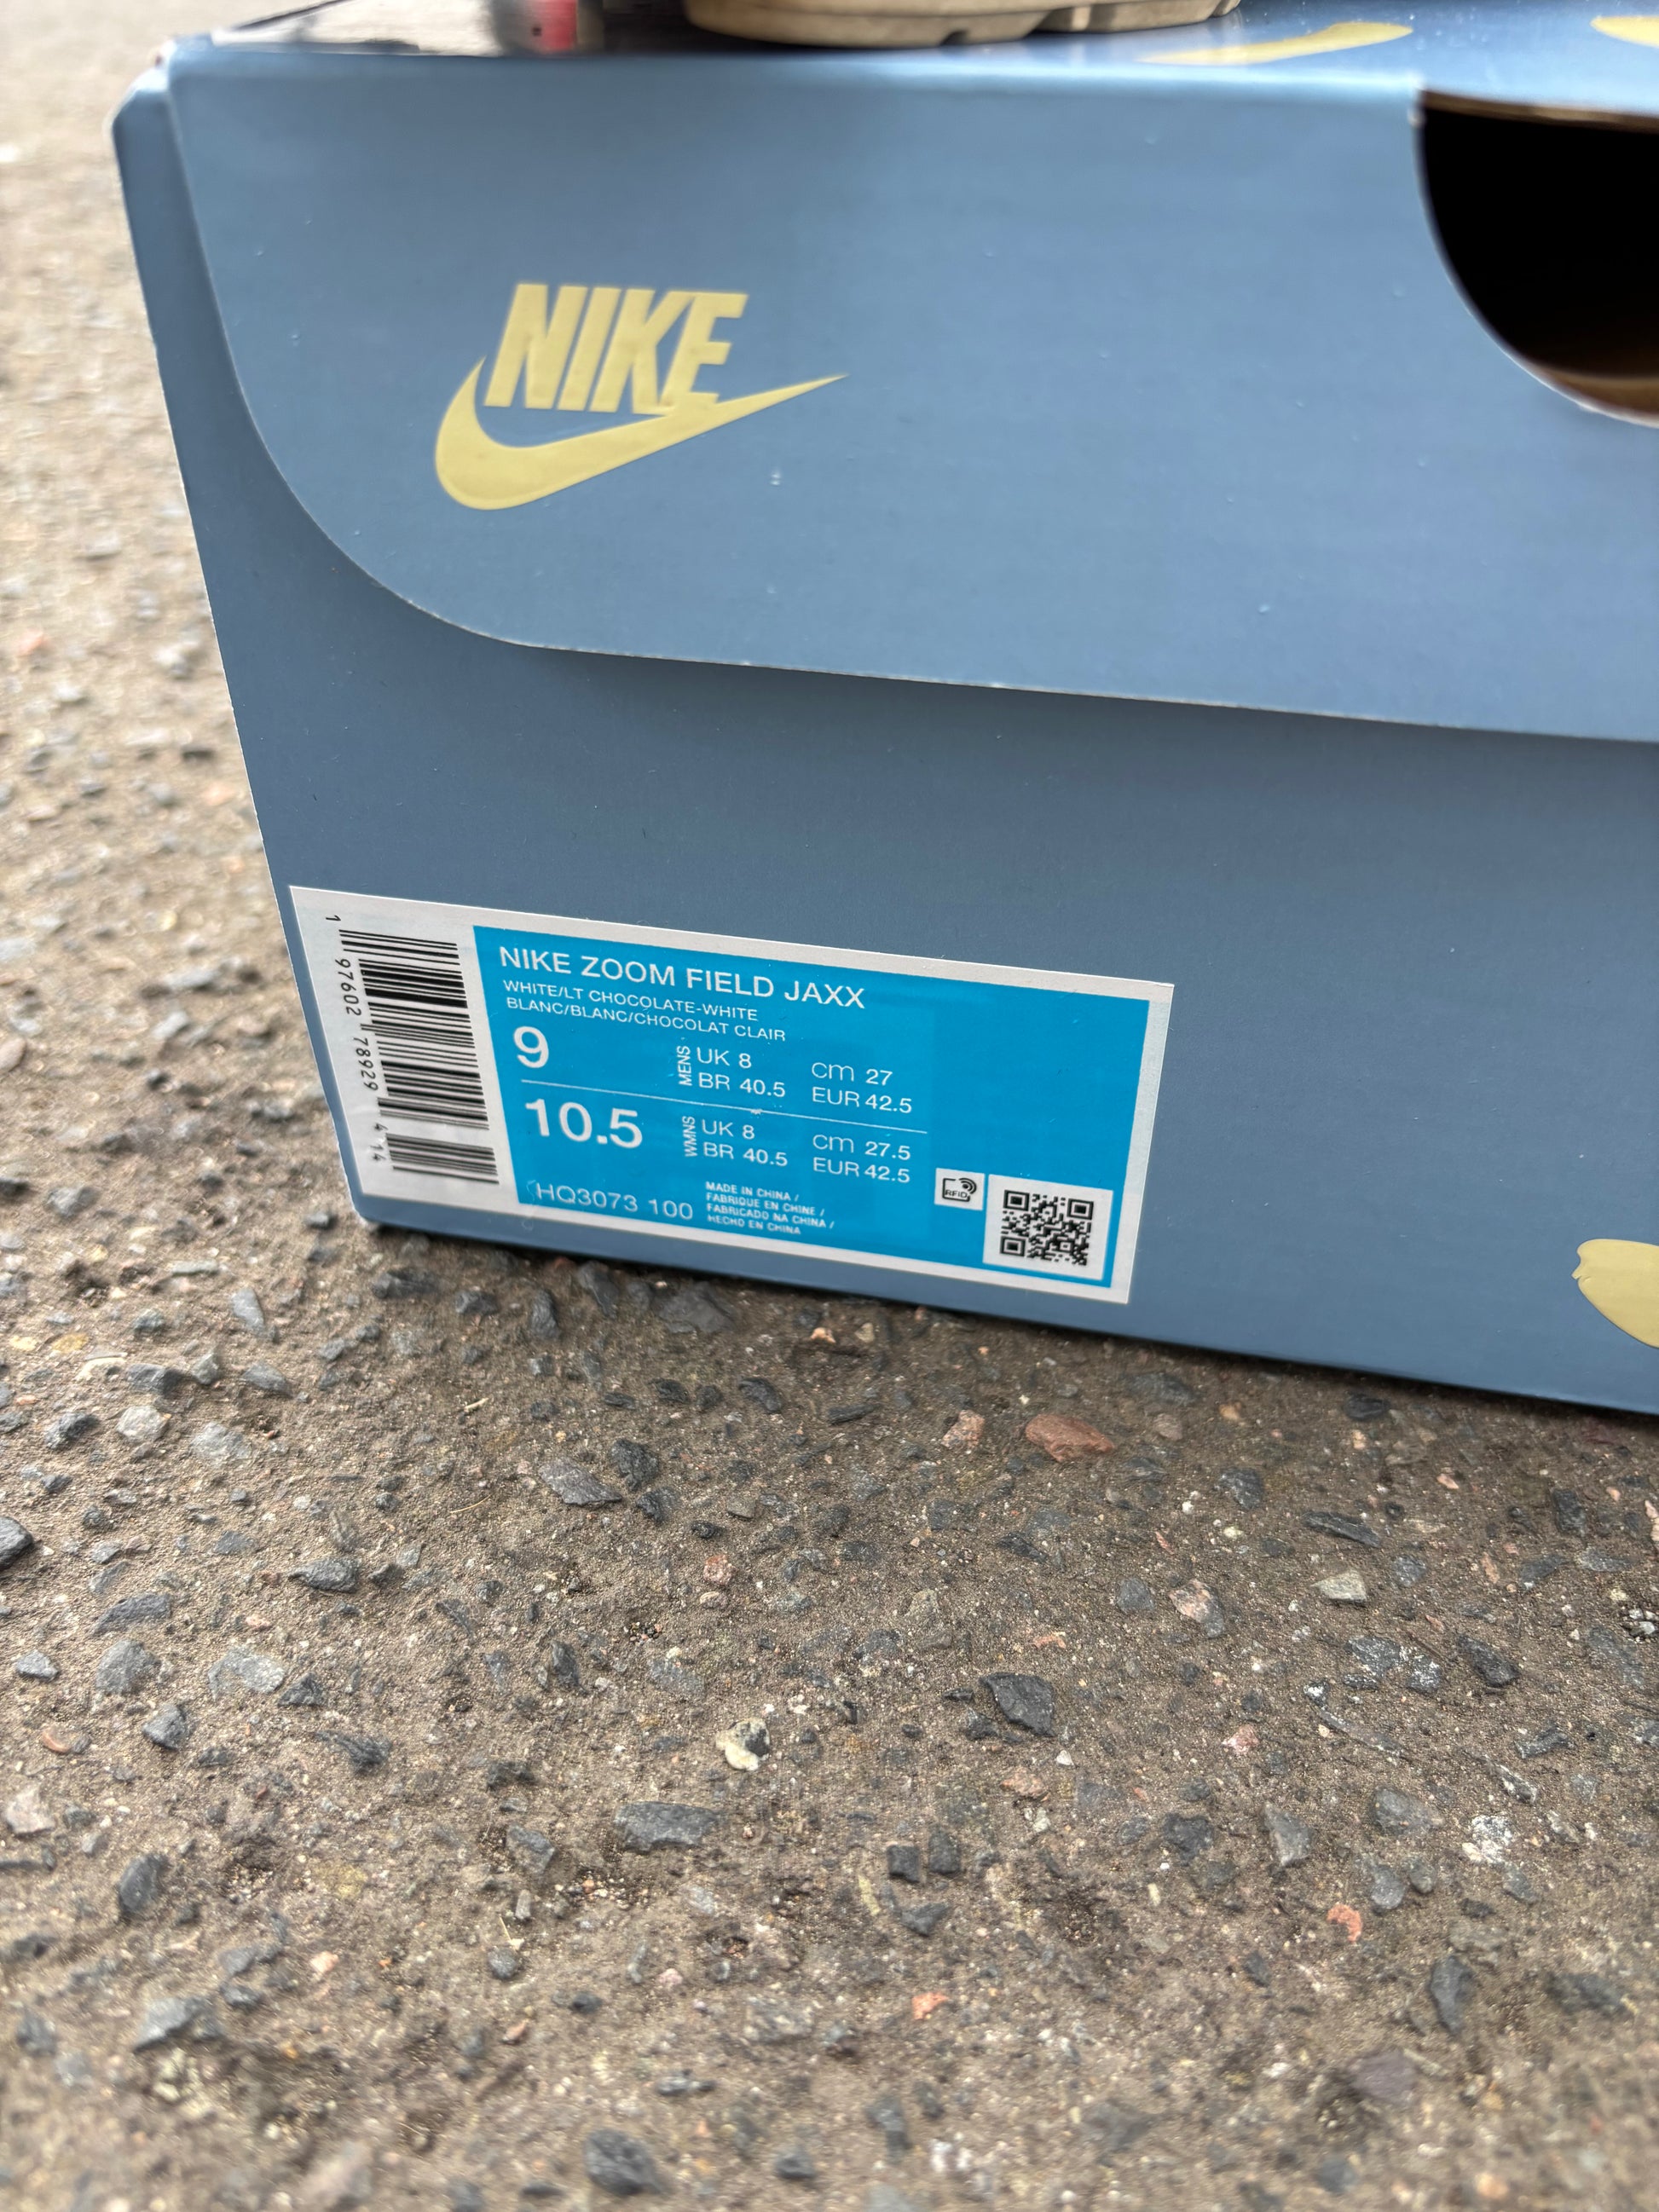 NIKE
NIKE ZOOM FIELD JAXX
WHITE/LT CHOCOLATE-WHITE
BLANC/BLANC/CHOCOLAT CLAIR
9 MENS UK 8 cm 27
BR 40.5 EUR 42.5
10.5 WMNS UK 8 cm 27.5
BR 40.5 EUR 42.5
HQ3073 100
MADE IN CHINA /
FABRIQUE EN CHINE /
FABRICADO NA CHINA /
HECHO EN CHINA
RFID
1 97602 78929 4 14